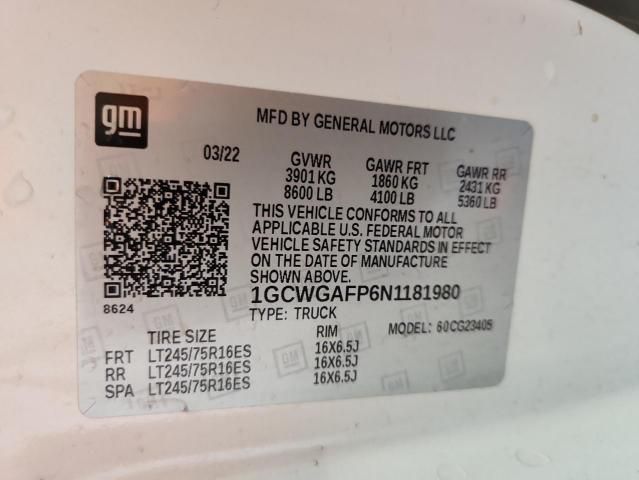 gm
MFD BY GENERAL MOTORS LLC
03/22 GVWR GAWR FRT GAWR RR
3901 KG 1860 KG 2431 KG
8600 LB 4100 LB 5360 LB
THIS VEHICLE CONFORMS TO ALL
APPLICABLE U.S. FEDERAL MOTOR
VEHICLE SAFETY STANDARDS IN EFFECT
ON THE DATE OF MANUFACTURE
SHOWN ABOVE.
8624 1GCWGAFP6N1181980
TYPE: TRUCK MODEL: 60CG23405
TIRE SIZE RIM
FRT LT245/75R16ES 16X6.5J
RR LT245/75R16ES 16X6.5J
SPA LT245/75R16ES 16X6.5J